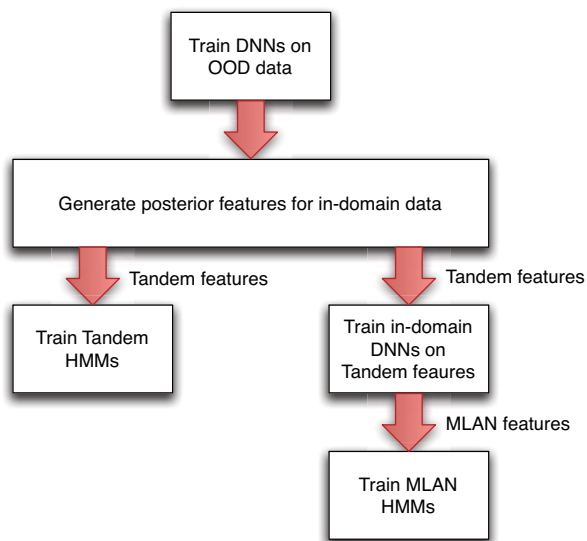 Train DNNs on
OOD data
Generate posterior features for in-domain data
Tandem features
Tandem features
Train Tandem
HMMs
Train in-domain
DNNs on
Tandem feaures
MLAN features
Train MLAN
HMMs